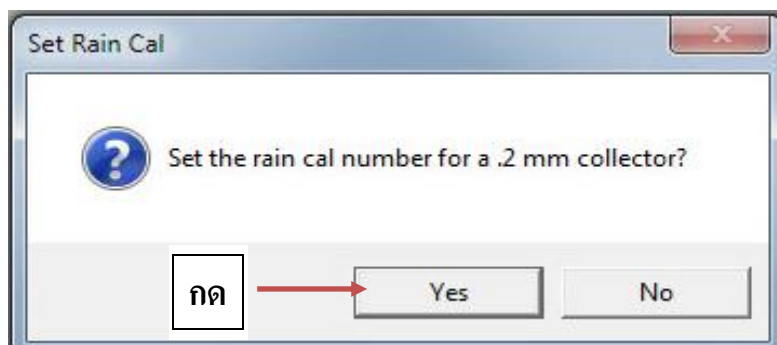 Set Rain Cal
Set the rain cal number for a .2 mm collector?
กด
Yes
No